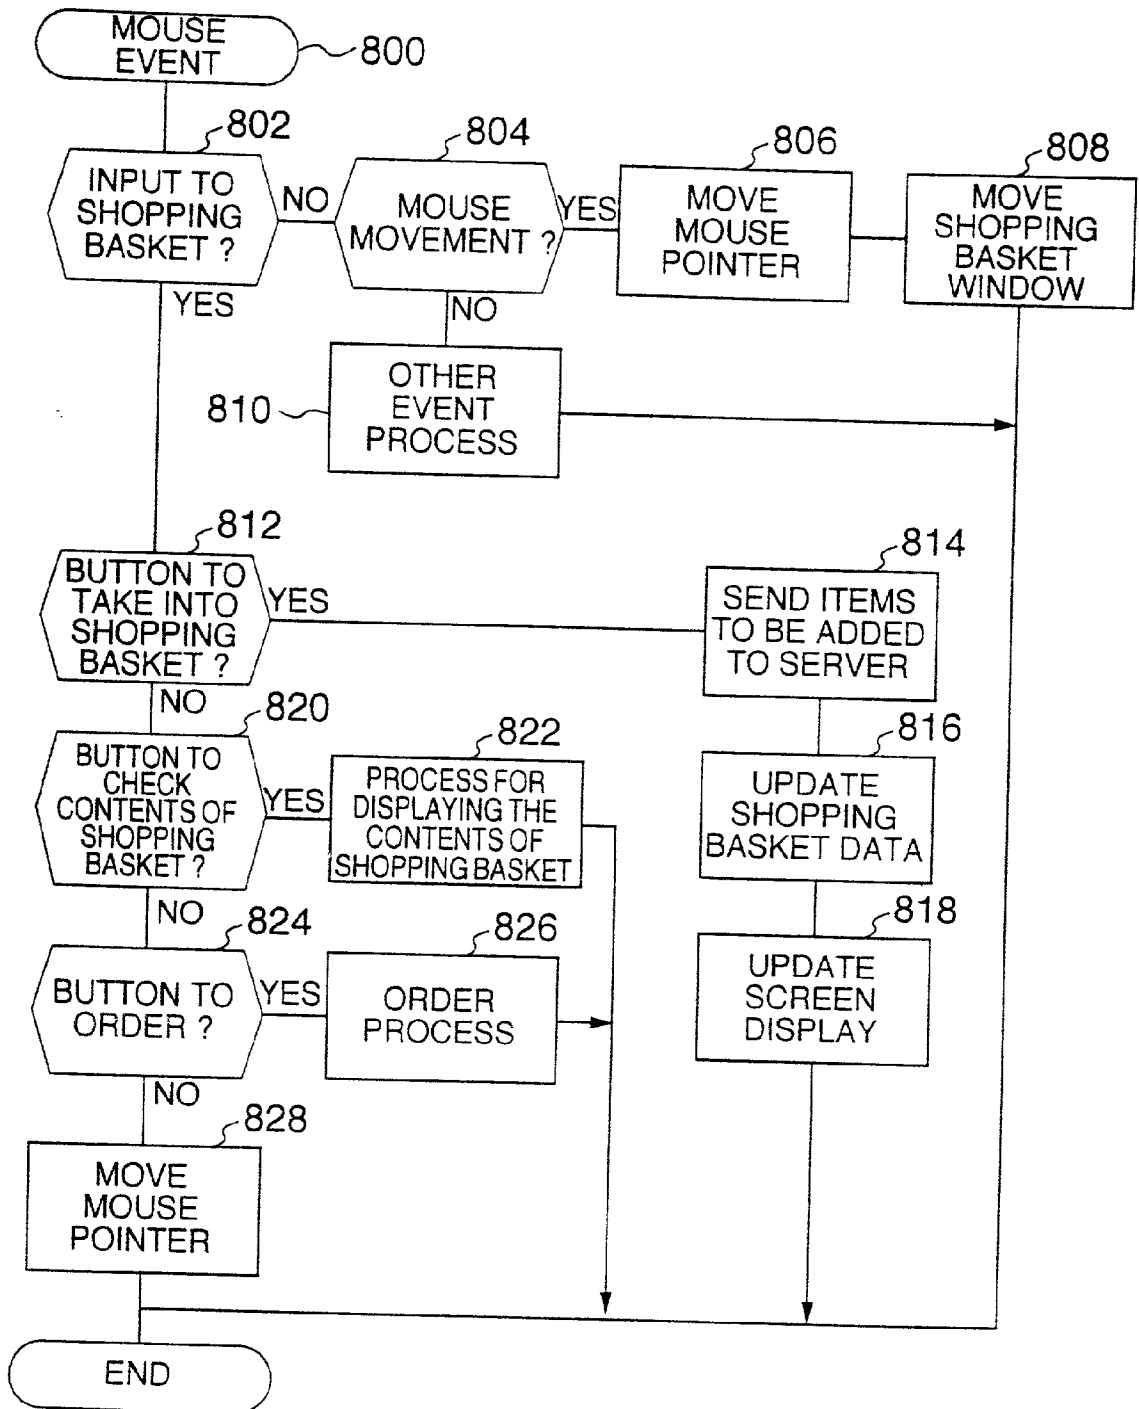 MOUSE
EVENT
800
802
INPUT TO
SHOPPING
BASKET ?
NO
YES
804
MOUSE
MOVEMENT ?
YES
NO
806
MOVE
MOUSE
POINTER
808
MOVE
SHOPPING
BASKET
WINDOW
810
OTHER
EVENT
PROCESS
812
BUTTON TO
TAKE INTO
SHOPPING
BASKET ?
YES
NO
814
SEND ITEMS
TO BE ADDED
TO SERVER
816
UPDATE
SHOPPING
BASKET DATA
818
UPDATE
SCREEN
DISPLAY
820
BUTTON TO
CHECK
CONTENTS OF
SHOPPING
BASKET ?
YES
NO
822
PROCESS FOR
DISPLAYING THE
CONTENTS OF
SHOPPING BASKET
824
BUTTON TO
ORDER ?
YES
NO
826
ORDER
PROCESS
828
MOVE
MOUSE
POINTER
END